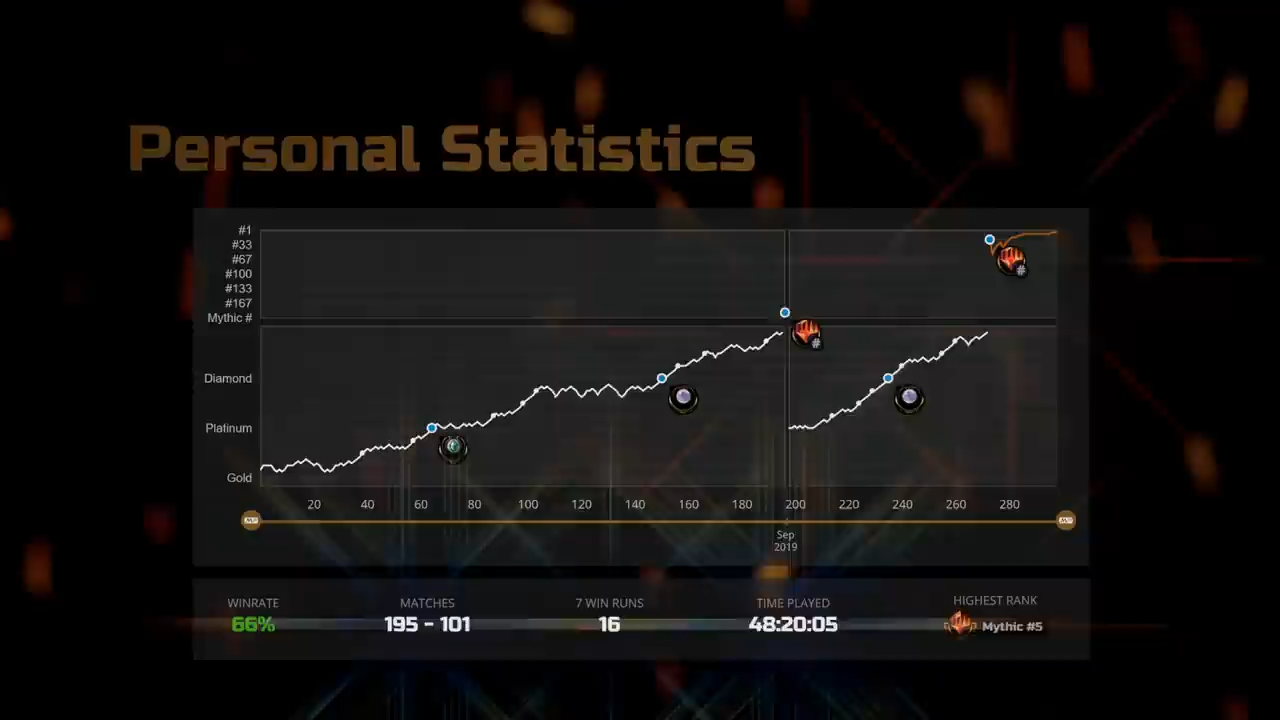 Personal Statistics
#1
#33
#67
#100
#133
#167
Mythic #
Diamond
Platinum
Gold
20 40 60 80 100 120 140 160 180 200 220 240 260 280
Sep
2019
WINRATE MATCHES 7 WIN RUNS TIME PLAYED HIGHEST RANK
66% 195 - 101 16 48:20:05 Mythic #5